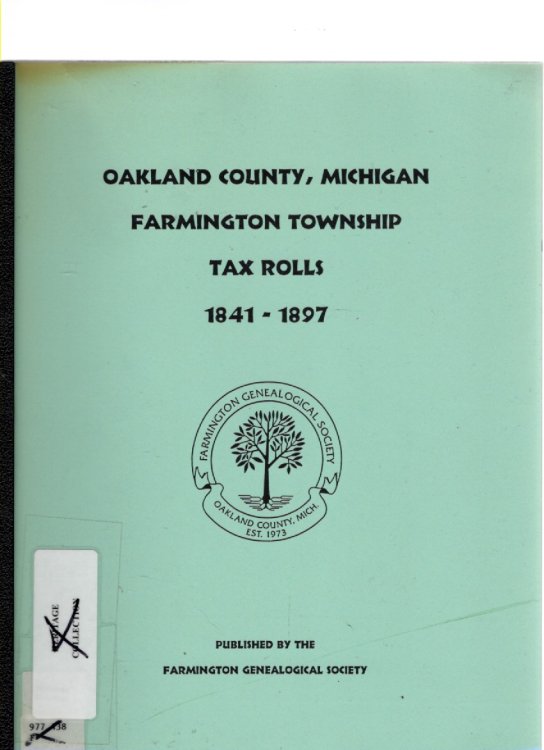 OAKLAND COUNTY, MICHIGAN
FARMINGTON TOWNSHIP
TAX ROLLS
1841 - 1897
FARMINGTON GENEALOGICAL SOCIETY
OAKLAND COUNTY, MICH.
EST. 1973
COLLECTION
PUBLISHED BY THE
FARMINGTON GENEALOGICAL SOCIETY
977